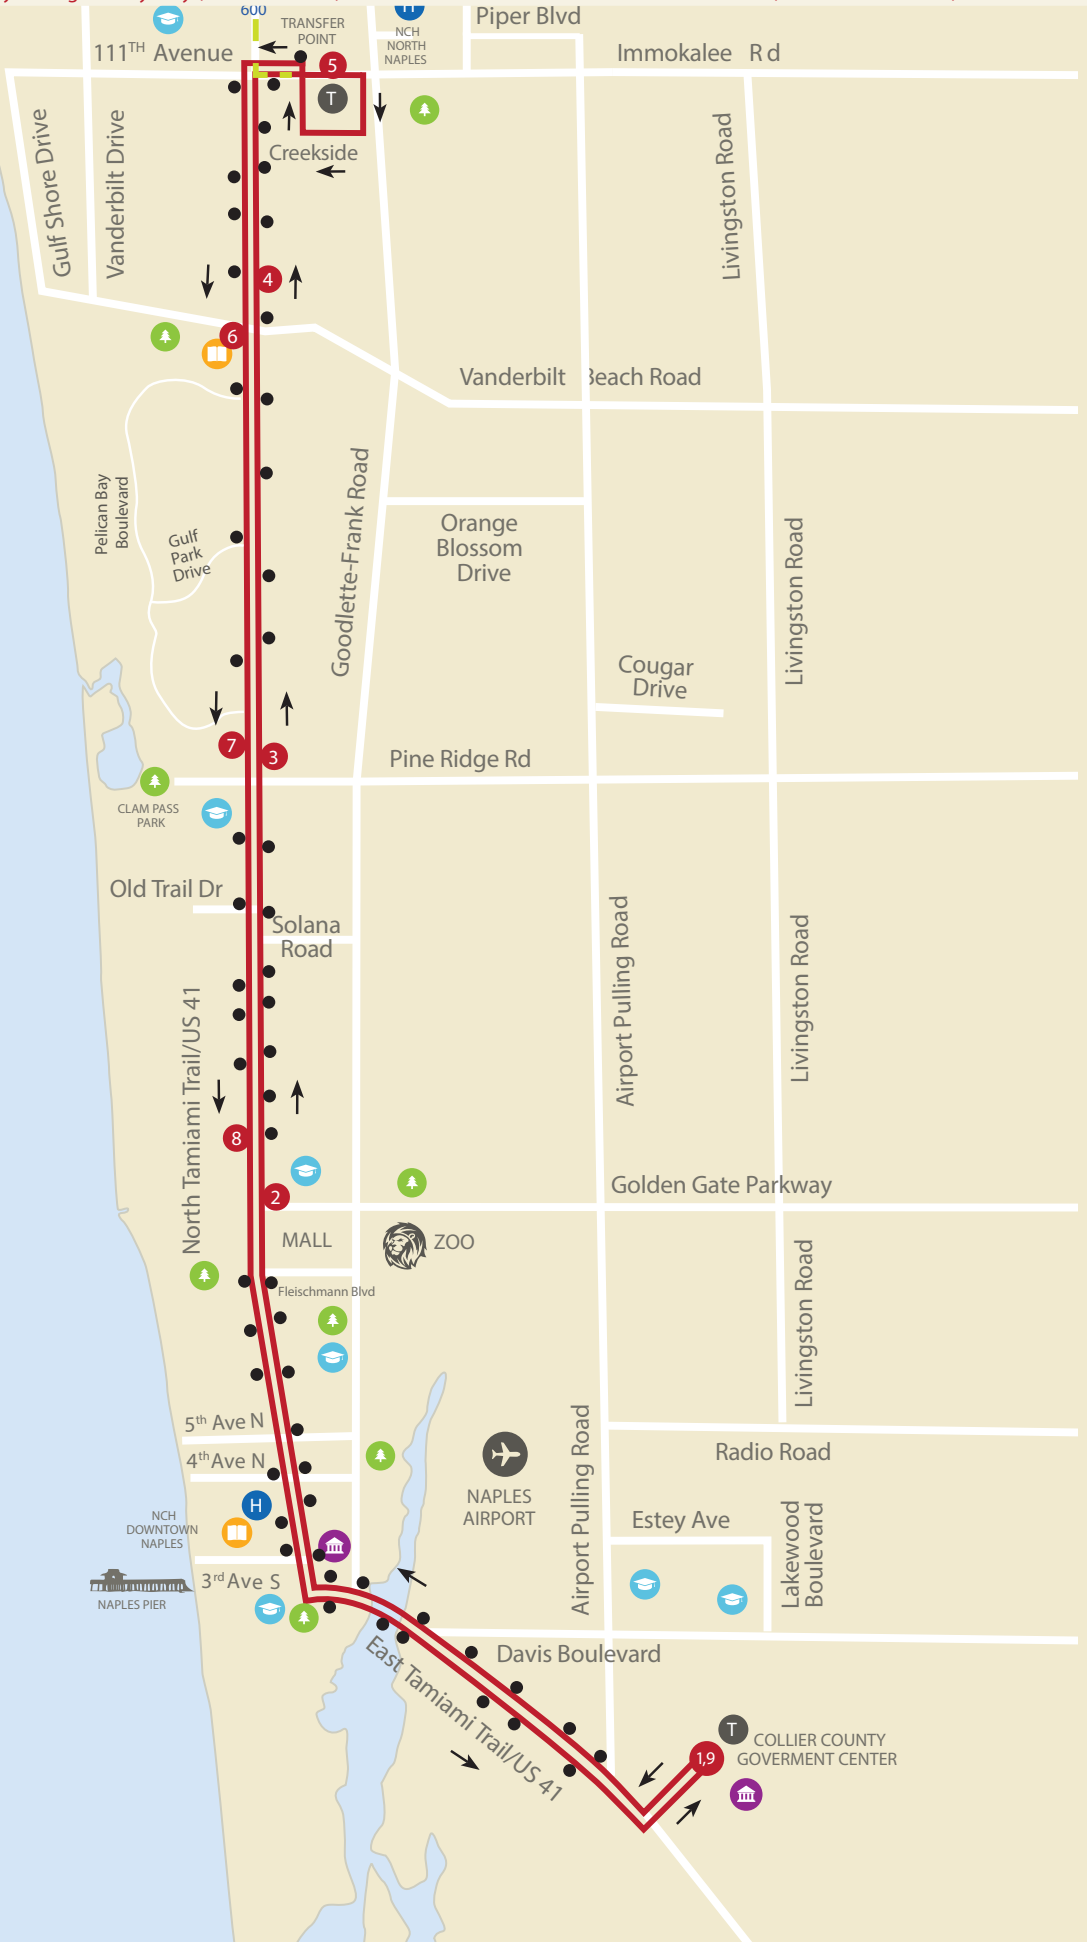 600
TRANSFER
POINT
H
NCH
NORTH
NAPLES
Piper Blvd
111TH Avenue
Immokalee Rd
5
T
Creekside
Gulf Shore Drive
Vanderbilt Drive
Livingston Road
4
6
Vanderbilt Beach Road
Pelican Bay
Boulevard
Gulf
Park
Drive
Goodlette-Frank Road
Orange
Blossom
Drive
Livingston Road
Cougar
Drive
7
3
Pine Ridge Rd
CLAM PASS
PARK
Old Trail Dr
Solana
Road
North Tamiami Trail/US 41
Airport Pulling Road
Livingston Road
8
2
Golden Gate Parkway
MALL
ZOO
Fleischmann Blvd
Livingston Road
5th Ave N
4th Ave N
Radio Road
NAPLES
AIRPORT
Airport Pulling Road
H
NCH
DOWNTOWN
NAPLES
Estey Ave
Lakewood
Boulevard
3rd Ave S
NAPLES PIER
Davis Boulevard
East Tamiami Trail/US 41
T
1,9
COLLIER COUNTY
GOVERMENT CENTER